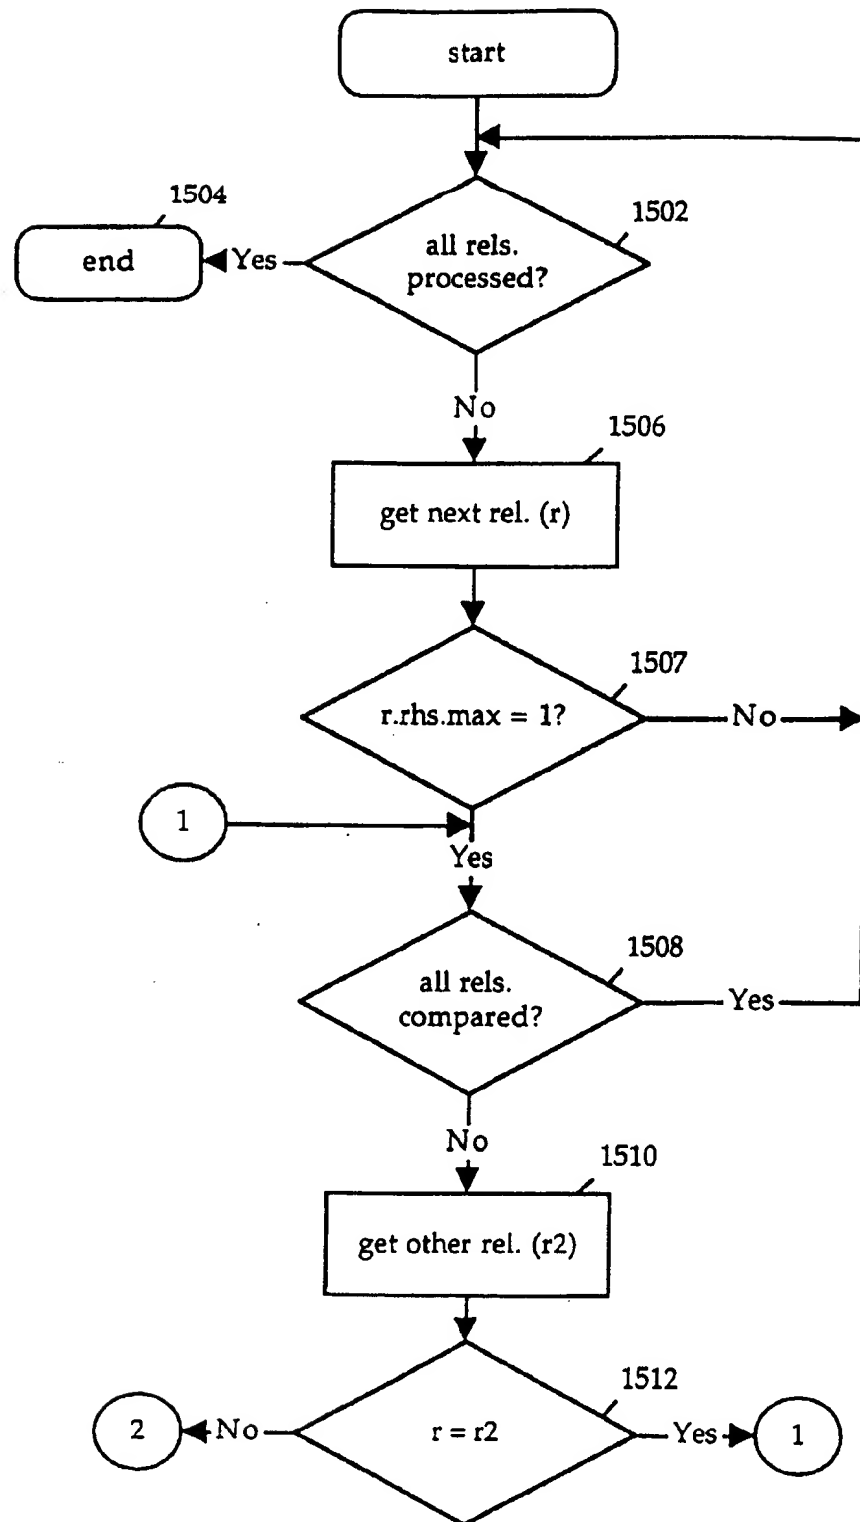 start
1504
1502
end
Yes
all rels.
processed?
No
1506
get next rel. (r)
1507
r.rhs.max = 1?
No
1
Yes
1508
all rels.
compared?
Yes
No
1510
get other rel. (r2)
1512
2
No
r = r2
Yes
1